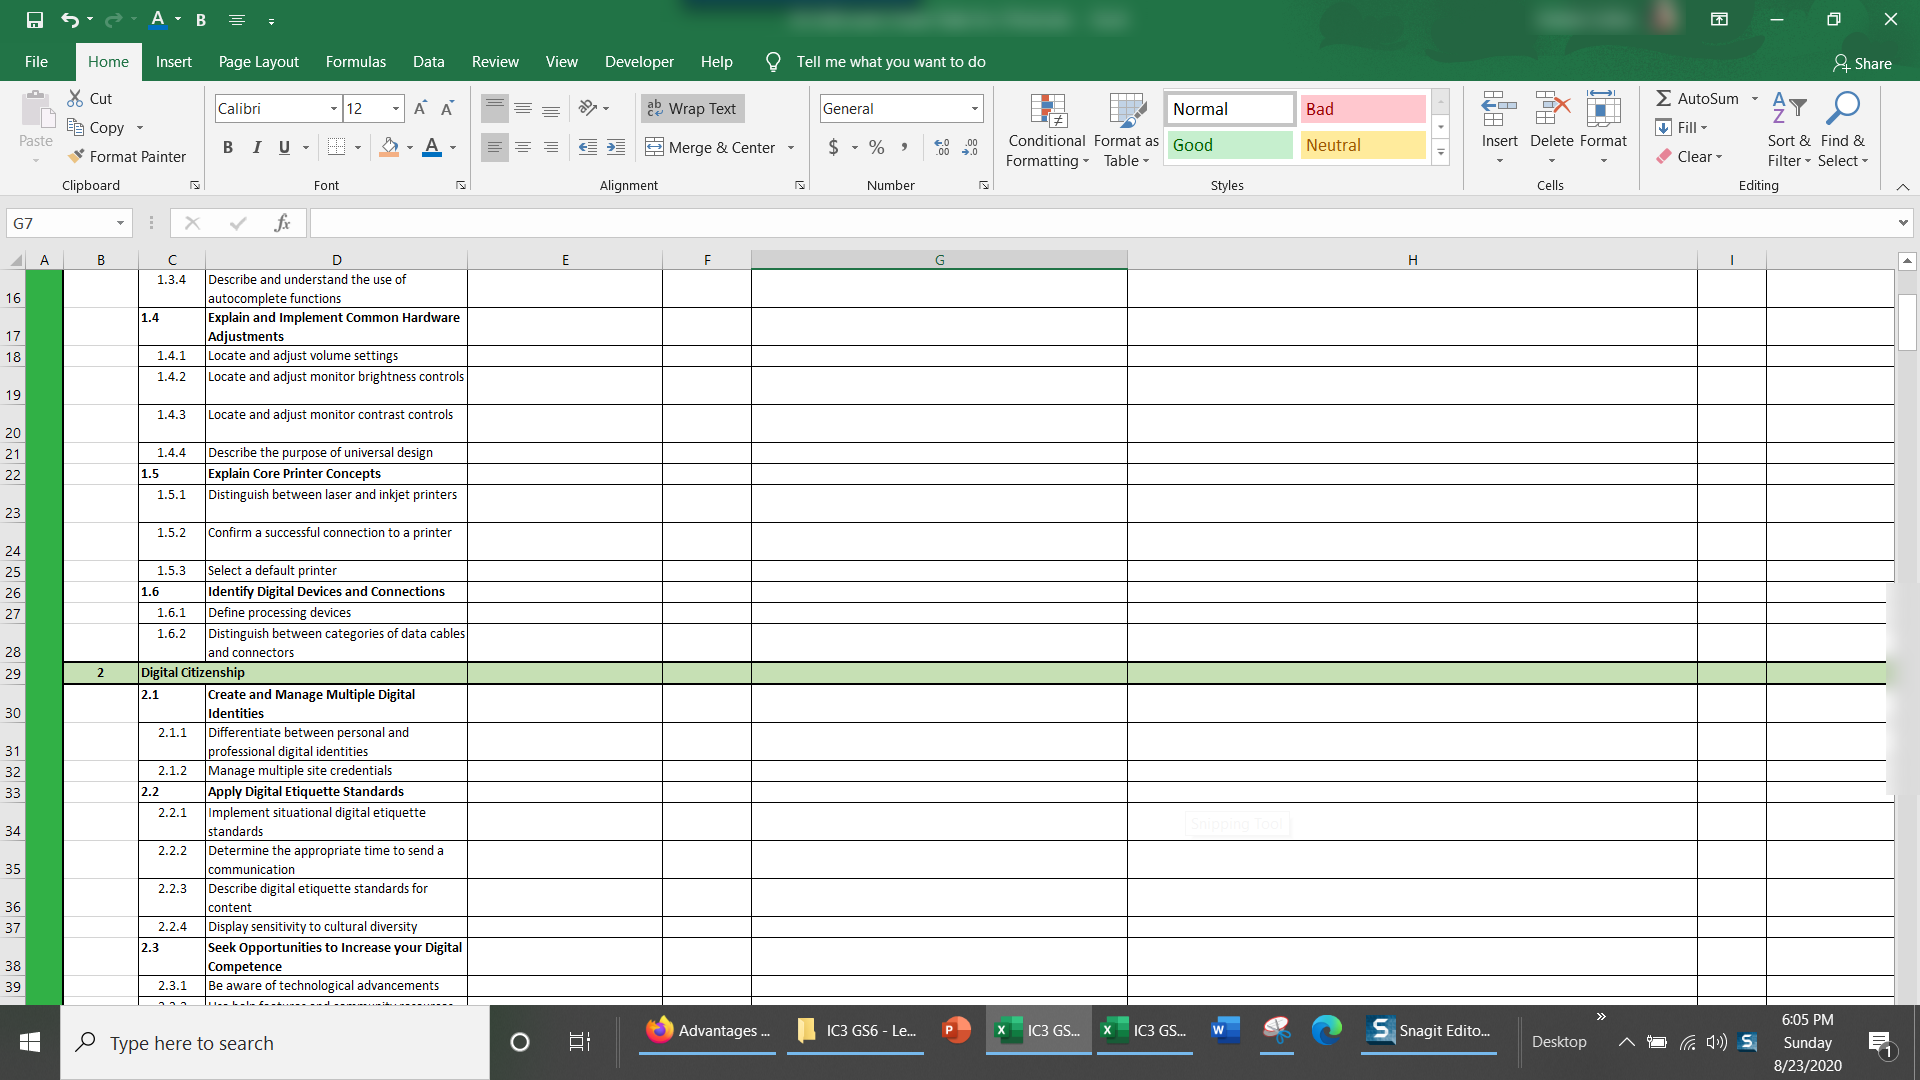 A B
File Home Insert Page Layout Formulas Data Review View Developer Help Tell me what you want to do Share
Paste Cut Copy Format Painter Clipboard
Calibri 12 A A B I U A Font
ab Wrap Text Merge & Center Alignment
General $ % , .00 .00 Number
Conditional Formatting Format as Table Normal Bad Good Neutral Styles
Insert Delete Format Cells
AutoSum Fill Clear Sort & Filter Find & Select Editing
G7 fx
A B C D E F G H I
16 1.3.4 Describe and understand the use of
autocomplete functions
17 1.4 Explain and Implement Common Hardware
Adjustments
18 1.4.1 Locate and adjust volume settings
19 1.4.2 Locate and adjust monitor brightness controls
20 1.4.3 Locate and adjust monitor contrast controls
21 1.4.4 Describe the purpose of universal design
22 1.5 Explain Core Printer Concepts
23 1.5.1 Distinguish between laser and inkjet printers
24 1.5.2 Confirm a successful connection to a printer
25 1.5.3 Select a default printer
26 1.6 Identify Digital Devices and Connections
27 1.6.1 Define processing devices
28 1.6.2 Distinguish between categories of data cables
and connectors
29 2 Digital Citizenship
30 2.1 Create and Manage Multiple Digital
Identities
31 2.1.1 Differentiate between personal and
professional digital identities
32 2.1.2 Manage multiple site credentials
33 2.2 Apply Digital Etiquette Standards
34 2.2.1 Implement situational digital etiquette
standards
Snipping Tool
35 2.2.2 Determine the appropriate time to send a
communication
36 2.2.3 Describe digital etiquette standards for
content
37 2.2.4 Display sensitivity to cultural diversity
38 2.3 Seek Opportunities to Increase your Digital
Competence
39 2.3.1 Be aware of technological advancements
Type here to search Advantages ... IC3 GS6 - Le... IC3 GS... IC3 GS... Snagit Edito... Desktop
6:05 PM
Sunday
8/23/2020
1